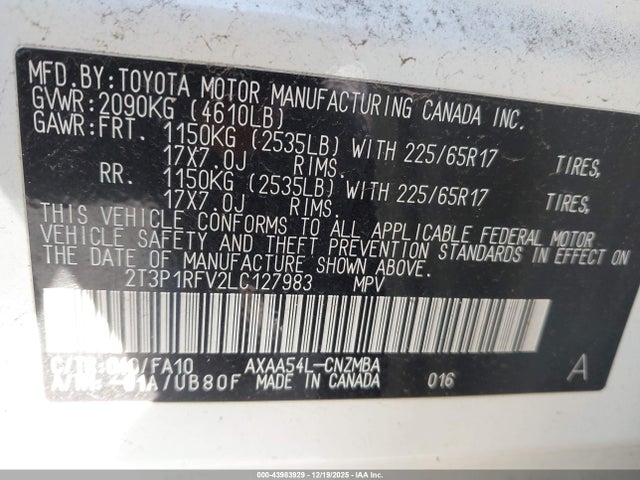 MFD.BY:TOYOTA MOTOR MANUFACTURING CANADA INC.
GVWR:2090KG (4610LB)
GAWR:FRT. 1150KG (2535LB) WITH 225/65R17 TIRES,
17X7.0J RIMS.
RR. 1150KG (2535LB) WITH 225/65R17 TIRES,
17X7.0J RIMS.
THIS VEHICLE CONFORMS TO ALL APPLICABLE FEDERAL MOTOR
VEHICLE SAFETY AND THEFT PREVENTION STANDARDS IN EFFECT ON
THE DATE OF MANUFACTURE SHOWN ABOVE.
2T3P1RFV2LC127983 MPV
AXAA54L-CNZMBA
MADE IN CANADA 016 A
000-43983929 - 12/19/2025 - IAAI.COM